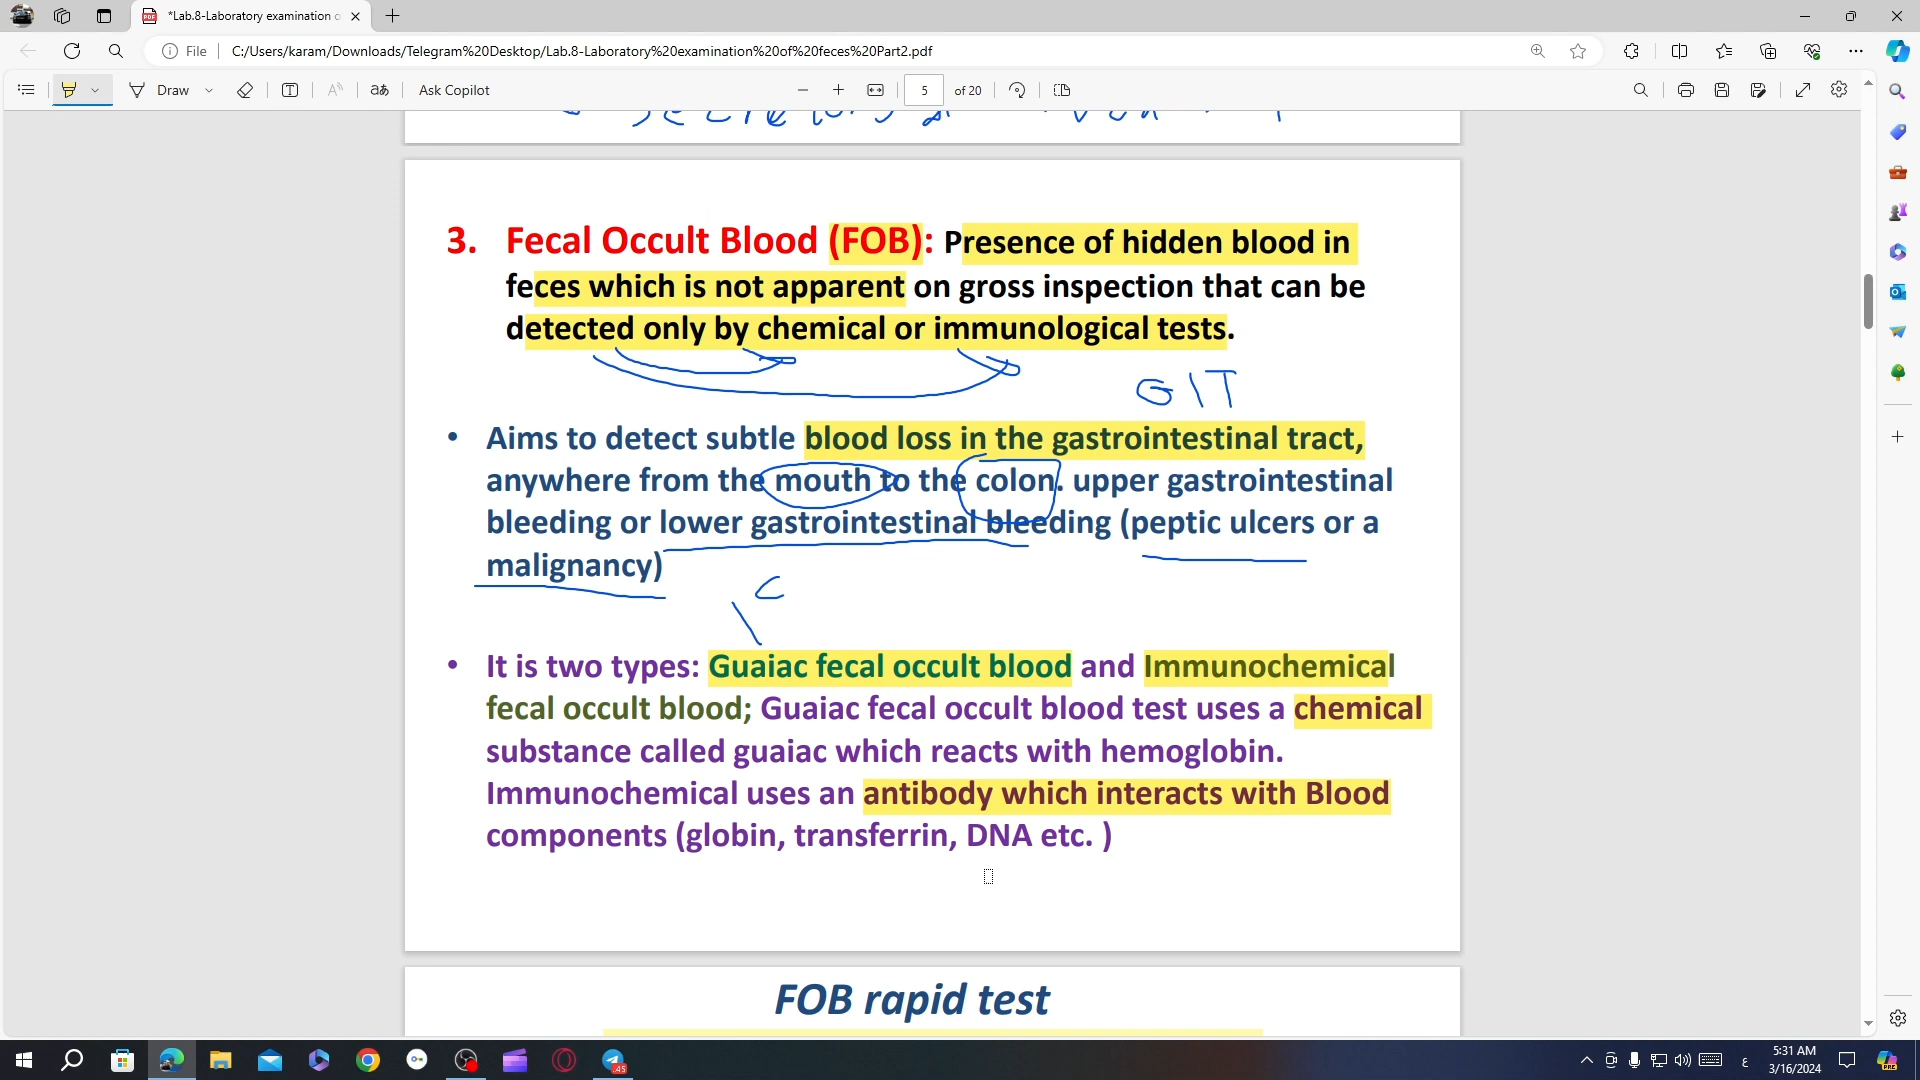 *Lab.8-Laboratory examination o
File
C:/Users/karam/Downloads/Telegram%20Desktop/Lab.8-Laboratory%20examination%20of%20feces%20Part2.pdf
Draw
aあ
Ask Copilot
5
of 20
3. Fecal Occult Blood (FOB): Presence of hidden blood in
feces which is not apparent on gross inspection that can be
detected only by chemical or immunological tests.
GIT
• Aims to detect subtle blood loss in the gastrointestinal tract,
anywhere from the mouth to the colon. upper gastrointestinal
bleeding or lower gastrointestinal bleeding (peptic ulcers or a
malignancy)
• It is two types: Guaiac fecal occult blood and Immunochemical
fecal occult blood; Guaiac fecal occult blood test uses a chemical
substance called guaiac which reacts with hemoglobin.
Immunochemical uses an antibody which interacts with Blood
components (globin, transferrin, DNA etc. )
FOB rapid test
45
ع
5:31 AM
3/16/2024
PRE